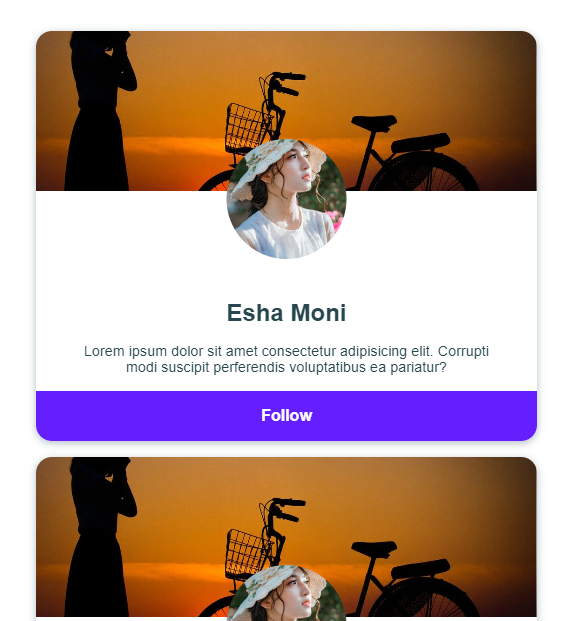 Esha Moni
Lorem ipsum dolor sit amet consectetur adipisicing elit. Corrupti
modi suscipit perferendis voluptatibus ea pariatur?
Follow